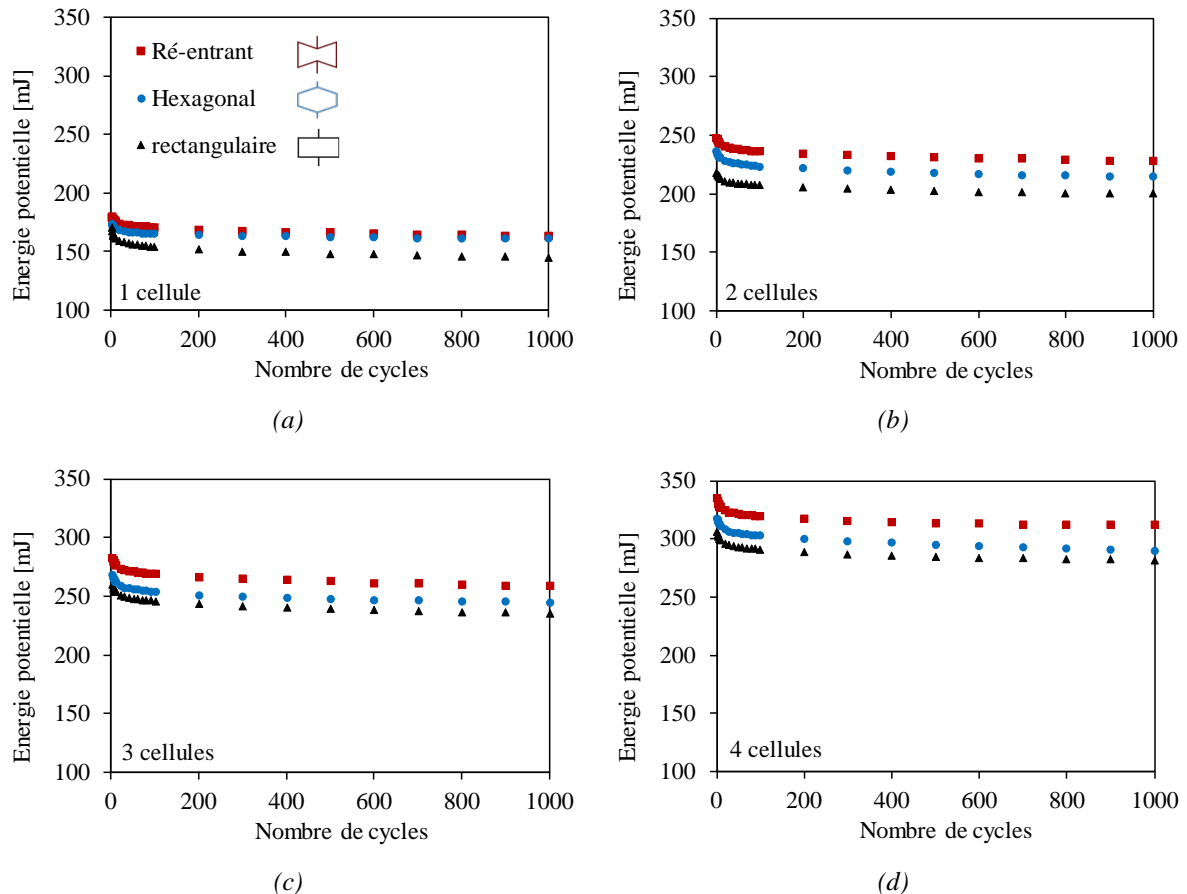 350
300
250
200
150
100
Energie potentielle [mJ]
Ré-entrant
Hexagonal
rectangulaire
1 cellule
0 200 400 600 800 1000
Nombre de cycles
(a)
350
300
250
200
150
100
Energie potentielle [mJ]
2 cellules
0 200 400 600 800 1000
Nombre de cycles
(b)
350
300
250
200
150
100
Energie potentielle [mJ]
3 cellules
0 200 400 600 800 1000
Nombre de cycles
(c)
350
300
250
200
150
100
Energie potentielle [mJ]
4 cellules
0 200 400 600 800 1000
Nombre de cycles
(d)